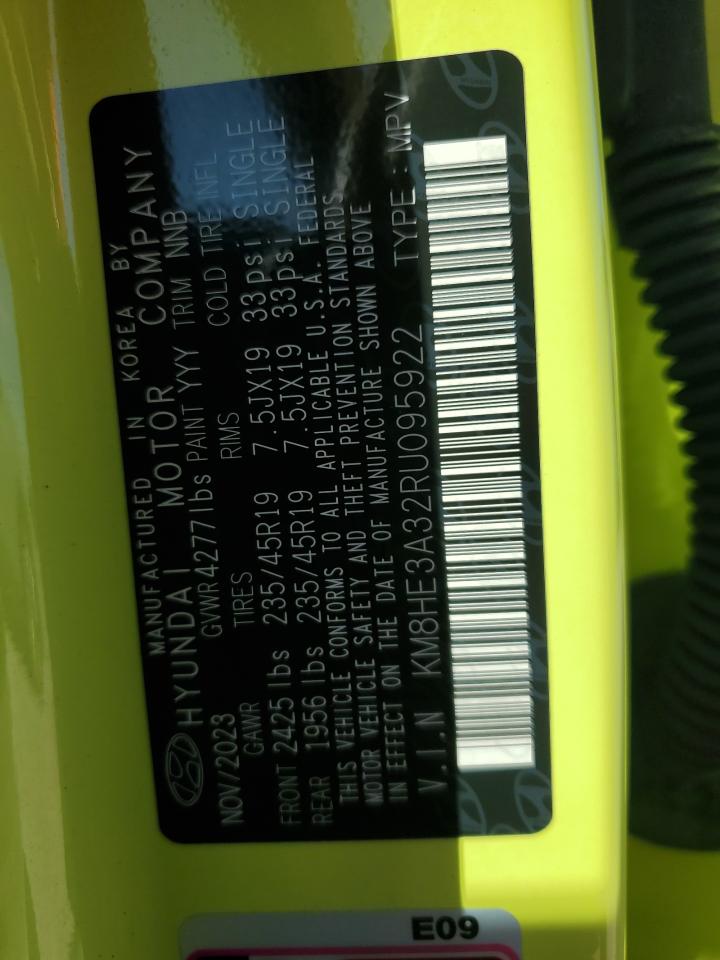 MANUFACTURED IN KOREA BY
HYUNDAI MOTOR COMPANY
NOV/2023 GVWR 4277 lbs PAINT YYY TRIM NNB
GAWR TIRES RIMS COLD TIRE INFL
FRONT 2425 lbs 235/45R19 7.5JX19 33psi SINGLE
REAR 1956 lbs 235/45R19 7.5JX19 33psi SINGLE
THIS VEHICLE CONFORMS TO ALL APPLICABLE U.S.A. FEDERAL
MOTOR VEHICLE SAFETY AND THEFT PREVENTION STANDARDS
IN EFFECT ON THE DATE OF MANUFACTURE SHOWN ABOVE
V.I.N KM8HE3A32RU095922 TYPE: MPV
E09